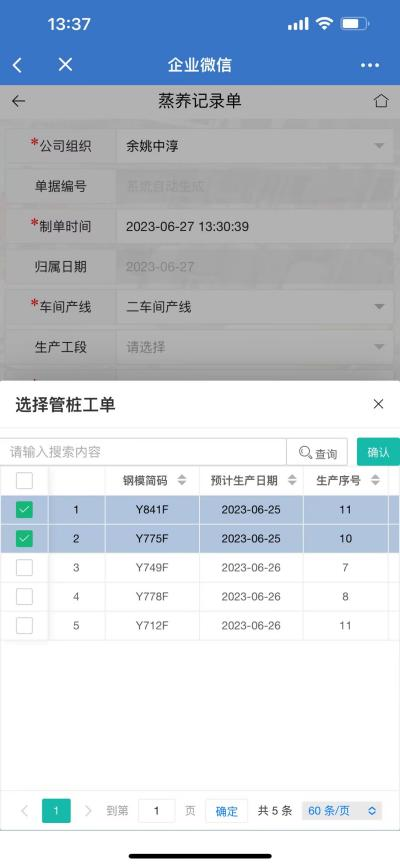 13:37
企业微信
蒸养记录单
*公司组织 余姚中淳
单据编号 系统自动生成
*制单时间 2023-06-27 13:30:39
归属日期 2023-06-27
*车间产线 二车间产线
生产工段 请选择
选择管桩工单
请输入搜索内容 查询 确认
钢模简码 预计生产日期 生产序号
1 Y841F 2023-06-25 11
2 Y775F 2023-06-25 10
3 Y749F 2023-06-26 7
4 Y778F 2023-06-26 8
5 Y712F 2023-06-26 11
1 到第 1 页 确定 共 5 条 60 条/页